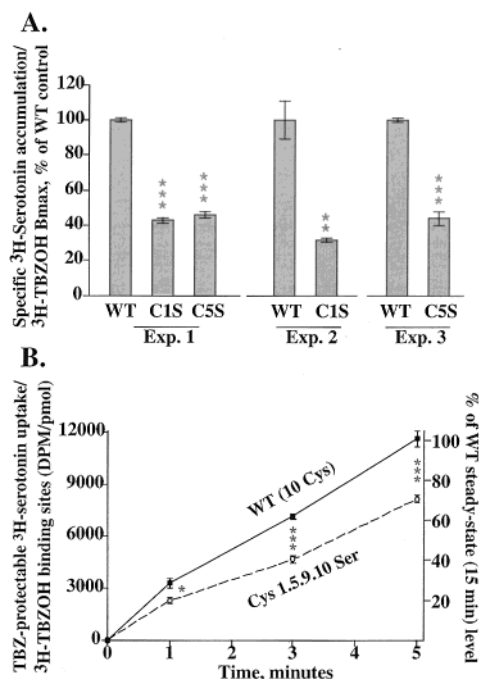 A.
Specific ³H-Serotonin accumulation/
³H-TBZOH Bmax, % of WT control
120
100
80
60
40
20
0
***
***
**
***
WT C1S C5S WT C1S WT C5S
Exp. 1 Exp. 2 Exp. 3
B.
TBZ-protectable ³H-serotonin uptake/
³H-TBZOH binding sites (DPM/pmol)
12000
9000
6000
3000
0
WT (10 Cys)
Cys 1.5.9.10 Ser
*
***
***
100
80
60
40
20
% of WT steady-state
(15 min) level
0 1 2 3 4 5
Time, minutes